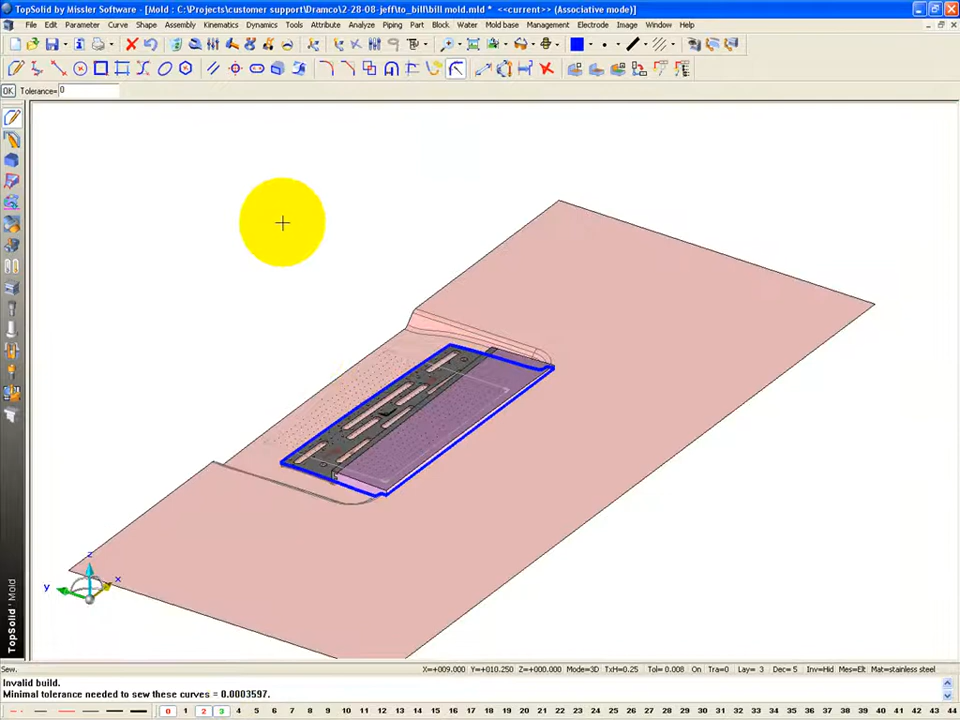 TopSolid by Missler Software - [Mold : C:\Projects\customer support\Dramco\2-28-08-jeff\to_bill\bill mold.mld * <<current>> (Associative mode)]
File Edit Parameter Curve Shape Assembly Kinematics Dynamics Tools Attribute Analyze Piping Part Block Water Mold base Management Electrode Image Window Help
OK Tolerance= 0
z
x
y
TopSolid'Mold
Sew. X=+009.000 Y=+010.250 Z=+000.000 Mode=3D TxH=0.25 Tol= 0.008 Tra=0 Lay= 3 Dec= 5 Inv=Hid Mes=Elt Mat=stainless steel
Invalid build.
Minimal tolerance needed to sew these curves = 0.0003597.
0 1 2 3 4 5 6 7 8 9 10 11 12 13 14 15 16 17 18 19 20 21 22 23 24 25 26 27 28 29 30 31 32 33 34 35 36 37 38 39 40 41 42 43 44